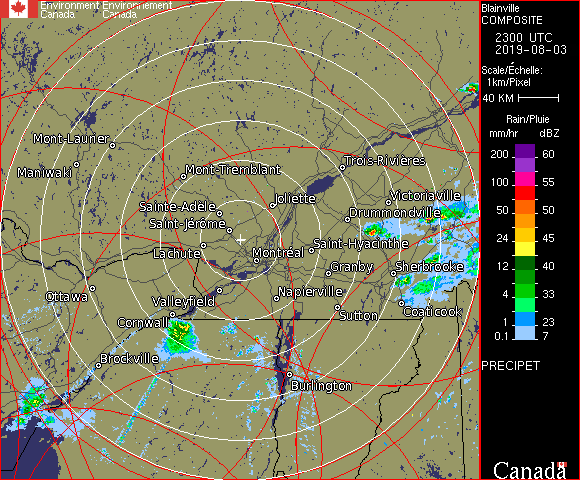 Environment Environnement
Canada Canada
Blainville
COMPOSITE
2300 UTC
2019-08-03
Scale/Échelle:
1km/Pixel
40 KM
Rain/Pluie
mm/hr dBZ
200 60
100 55
50 50
24 45
12 40
4 33
1 23
0.1 7
PRECIPET
Canada
Mont-Laurier
Maniwaki
Mont-Tremblant
Trois-Rivières
Joliette
Victoriaville
Sainte-Adèle
Drummondville
Saint-Jérôme
Saint-Hyacinthe
Lachute
Montréal
Granby
Sherbrooke
Ottawa
Valleyfield
Napierville
Sutton
Coaticook
Cornwall
Brockville
Burlington